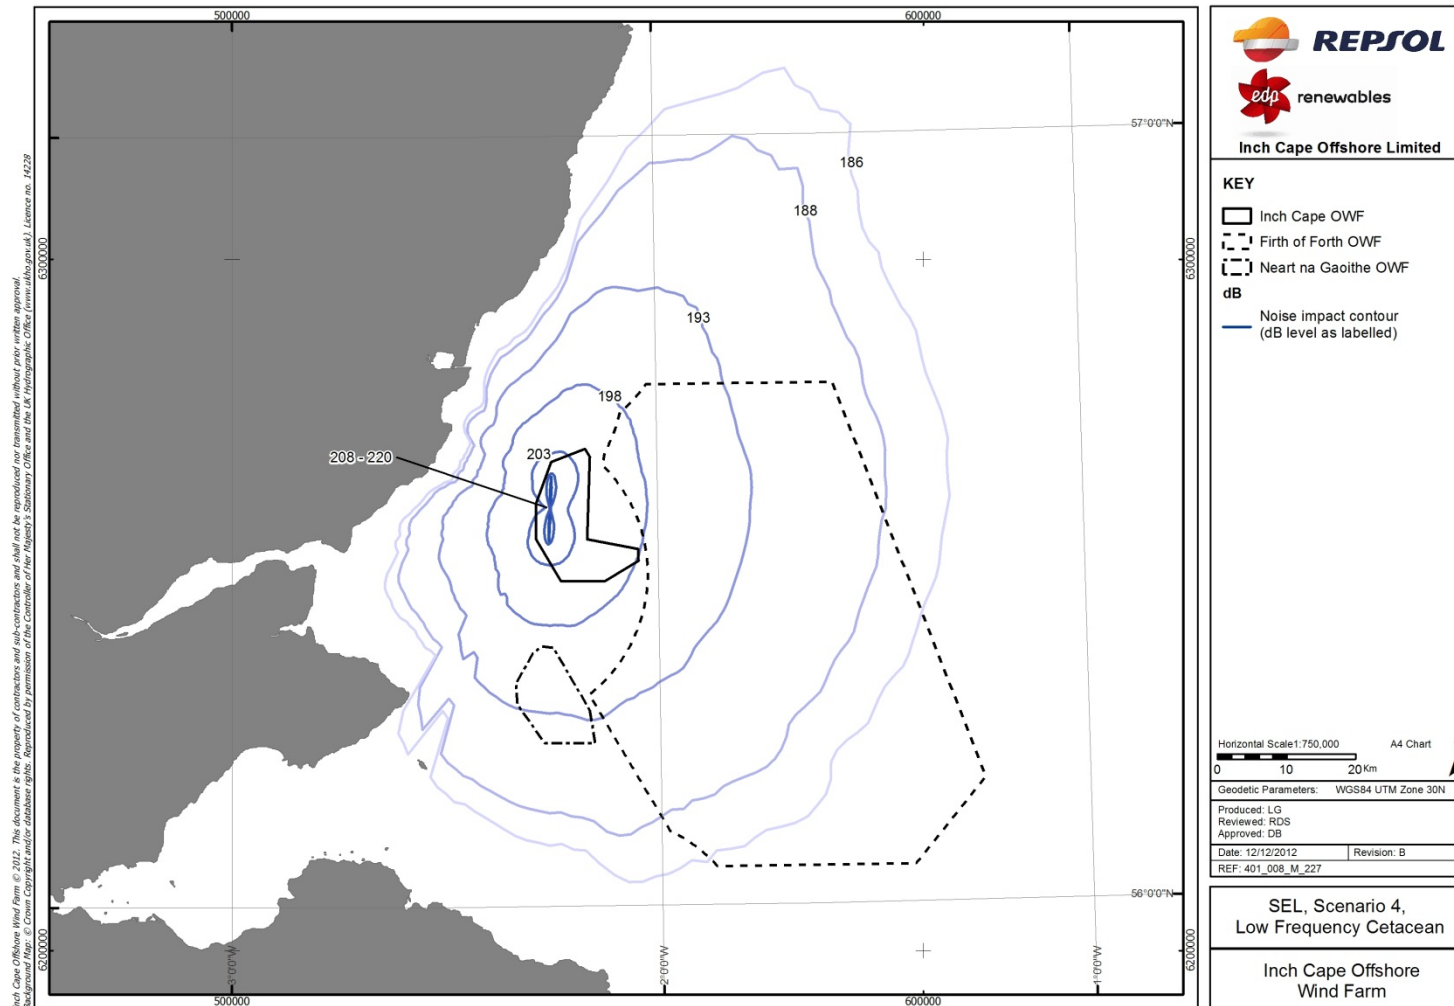 500000
600000
57°0'0"N
186
188
193
198
203
208 - 220
6300000
6300000
56°0'0"N
6200000
6200000
3°0'0"W
2°0'0"W
1°0'0"W
500000
600000
Inch Cape Offshore Wind Farm © 2012. This document is the property of contractors and sub-contractors and shall not be reproduced nor transmitted without prior written approval.
Background Map: © Crown Copyright and/or database rights. Reproduced by permission of the Controller of Her Majesty's Stationary Office and the UK Hydrographic Office (www.ukho.gov.uk). Licence no. 14228
REPSOL
edp renewables
Inch Cape Offshore Limited
KEY
Inch Cape OWF
Firth of Forth OWF
Neart na Gaoithe OWF
dB
Noise impact contour
(dB level as labelled)
Horizontal Scale1:750,000 A4 Chart
0 10 20 Km
Geodetic Parameters: WGS84 UTM Zone 30N
Produced: LG
Reviewed: RDS
Approved: DB
Date: 12/12/2012 Revision: B
REF: 401_008_M_227
SEL, Scenario 4,
Low Frequency Cetacean
Inch Cape Offshore
Wind Farm